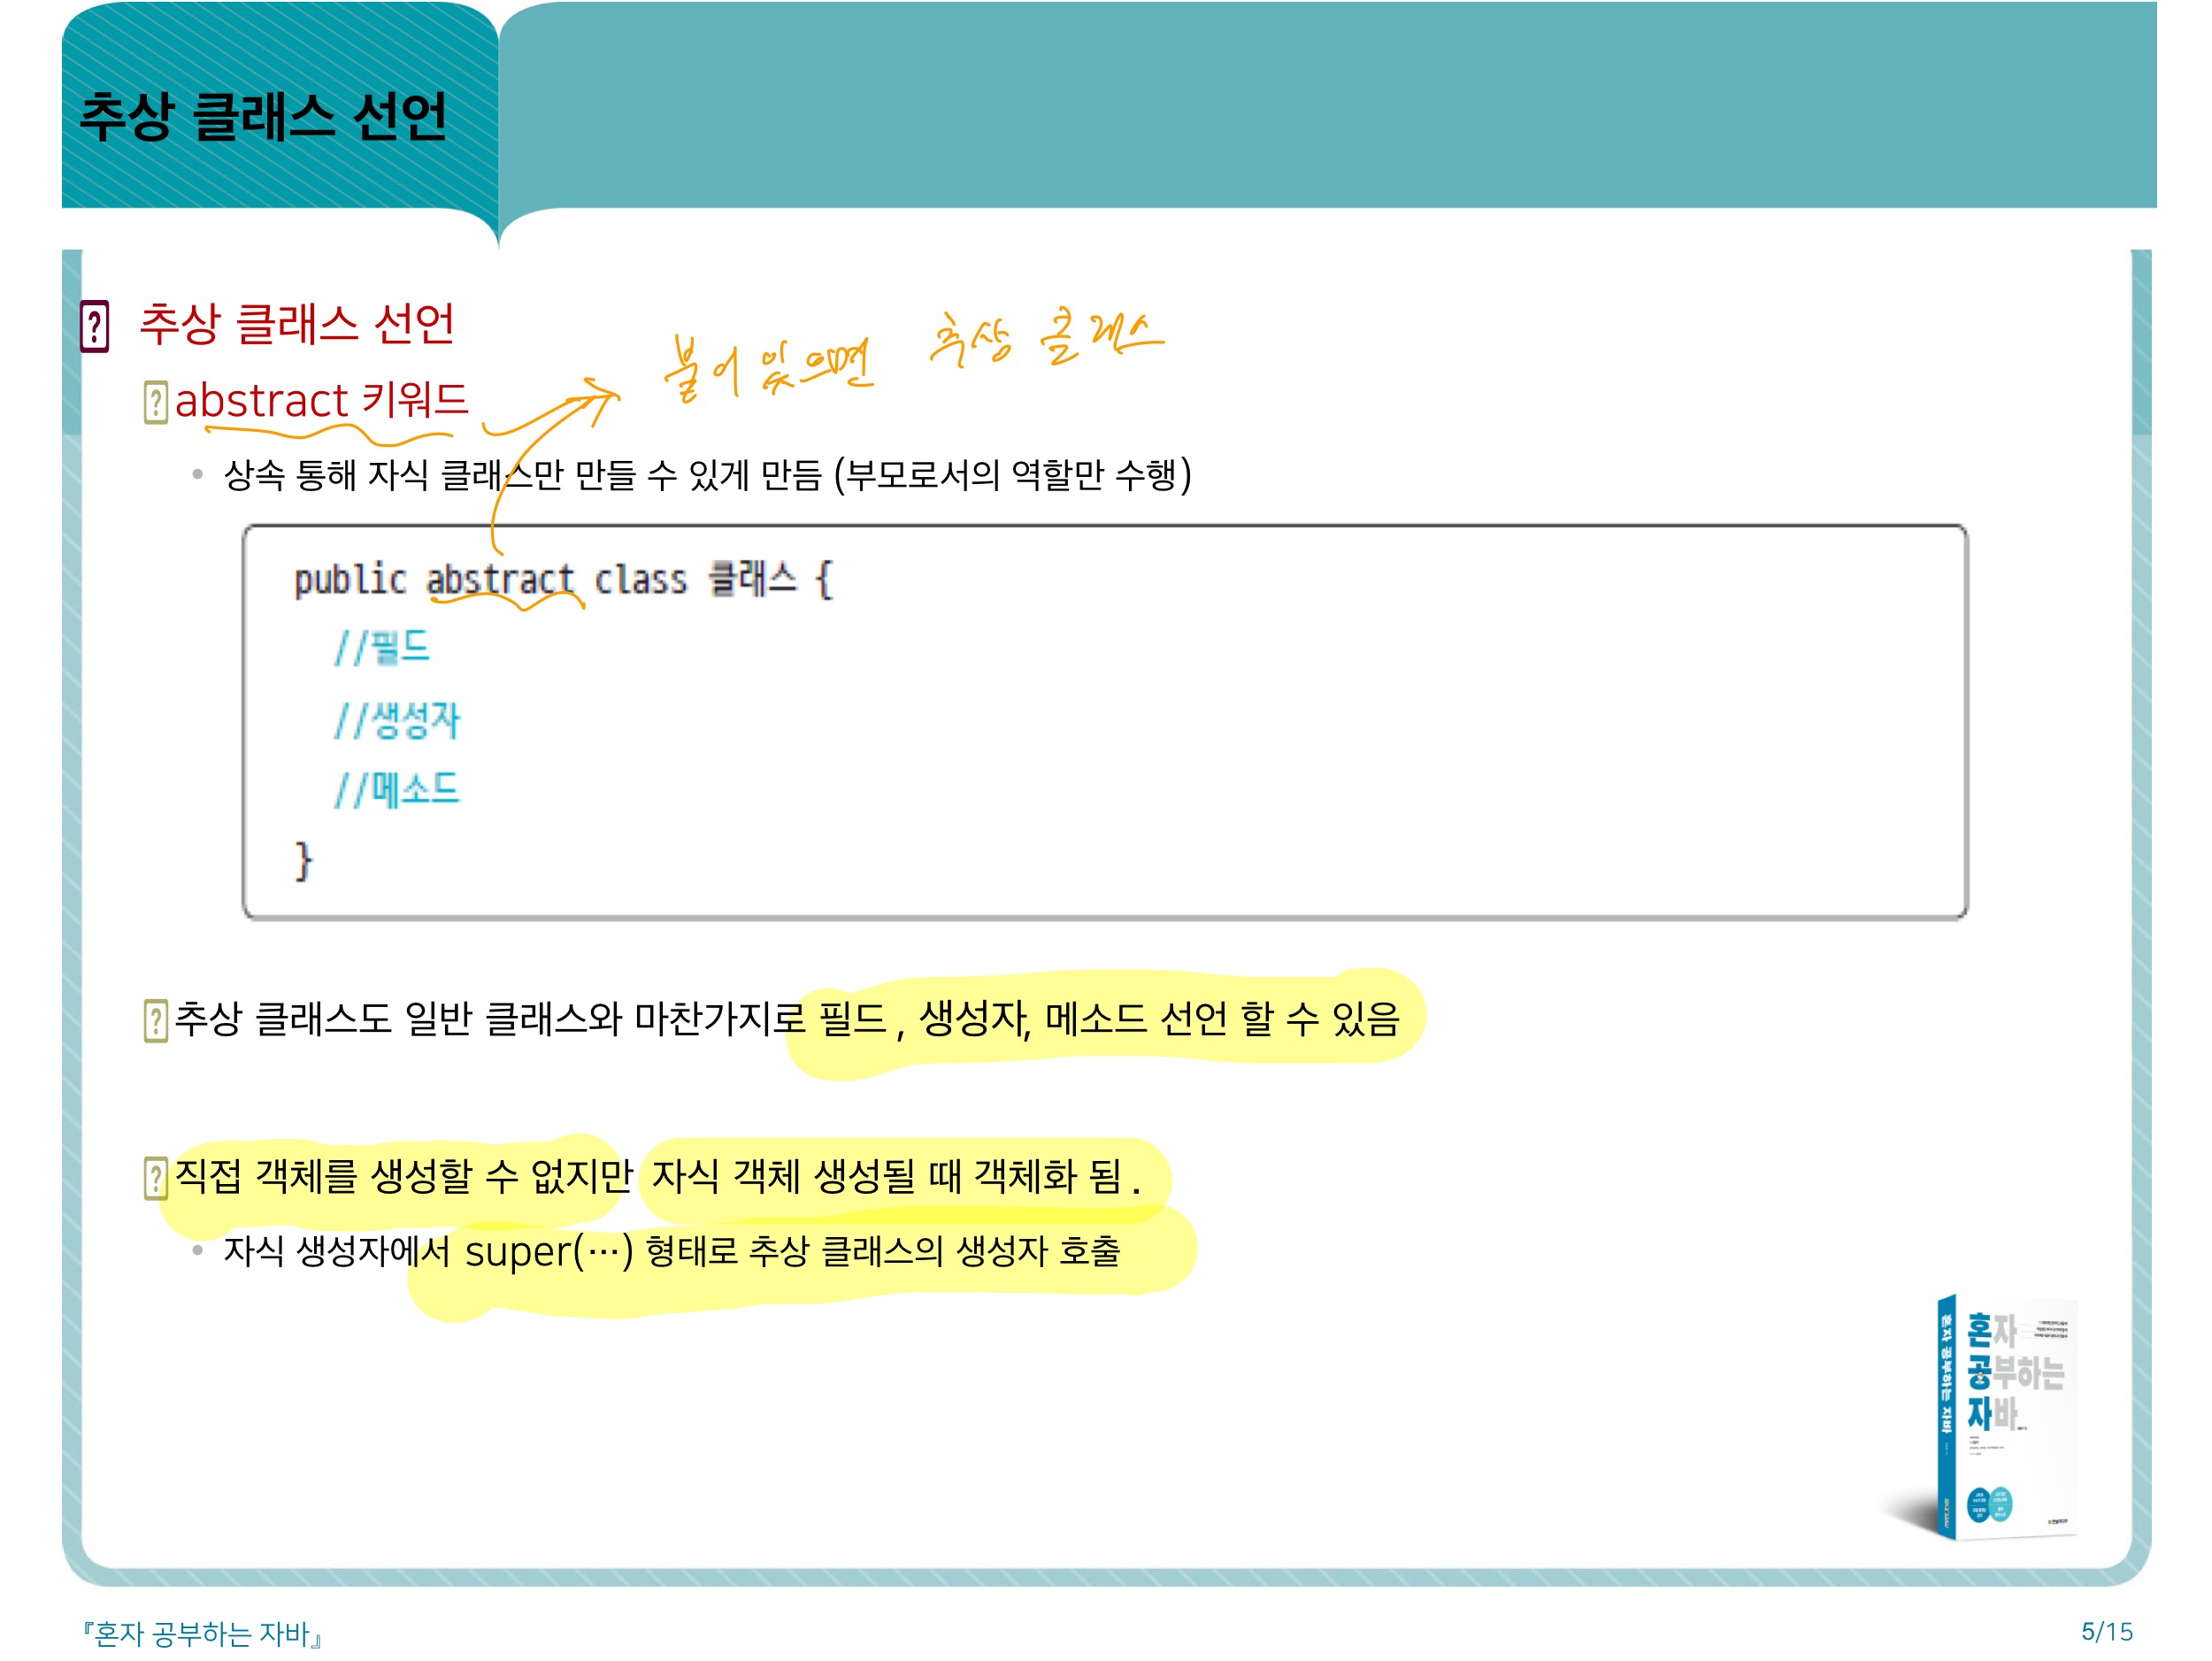 추상 클래스 선언
추상 클래스 선언
붙어 있으면 추상 클래스
abstract 키워드
상속 통해 자식 클래스만 만들 수 있게 만듬 (부모로서의 역할만 수행)
public abstract class 클래스 {
//필드
//생성자
//메소드
}
추상 클래스도 일반 클래스와 마찬가지로 필드 , 생성자, 메소드 선언 할 수 있음
직접 객체를 생성할 수 없지만 자식 객체 생성될 때 객체화 됨 .
자식 생성자에서 super(…) 형태로 추상 클래스의 생성자 호출
혼자 공부하는 자바
혼자
공부하는
자바
『혼자 공부하는 자바』
5/15